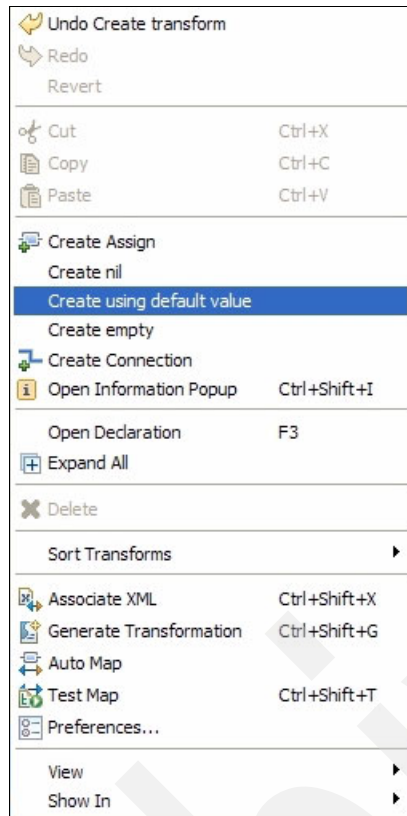 Undo Create transform
Redo
Revert
Cut Ctrl+X
Copy Ctrl+C
Paste Ctrl+V
Create Assign
Create nil
Create using default value
Create empty
Create Connection
Open Information Popup Ctrl+Shift+I
Open Declaration F3
Expand All
Delete
Sort Transforms
Associate XML Ctrl+Shift+X
Generate Transformation Ctrl+Shift+G
Auto Map
Test Map Ctrl+Shift+T
Preferences...
View
Show In